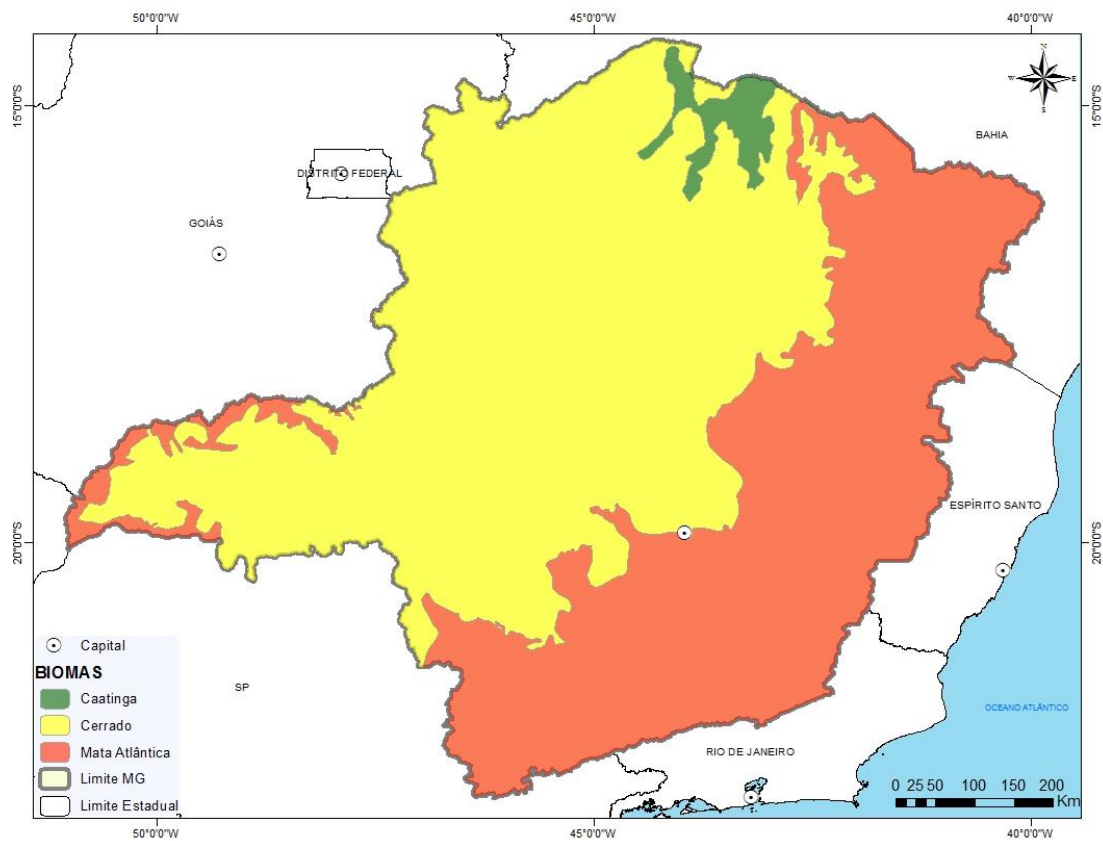 50°0'0"W 45°0'0"W 40°0'0"W
N
W E
S
15°0'0"S 15°0'0"S
BAHIA
DISTRITO FEDERAL
GOIÁS
ESPÍRITO SANTO
20°0'0"S 20°0'0"S
Capital
BIOMAS
Caatinga
Cerrado
Mata Atlântica
Limite MG
Limite Estadual
SP
OCEANO ATLÂNTICO
RIO DE JANEIRO
0 25 50 100 150 200
Km
50°0'0"W 45°0'0"W 40°0'0"W